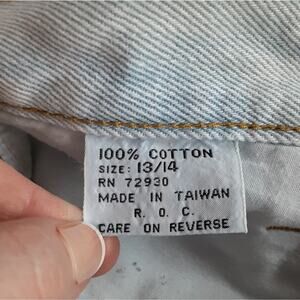 100% COTTON
SIZE: 13/14
RN 72930
MADE IN TAIWAN
R. O. C.
CARE ON REVERSE